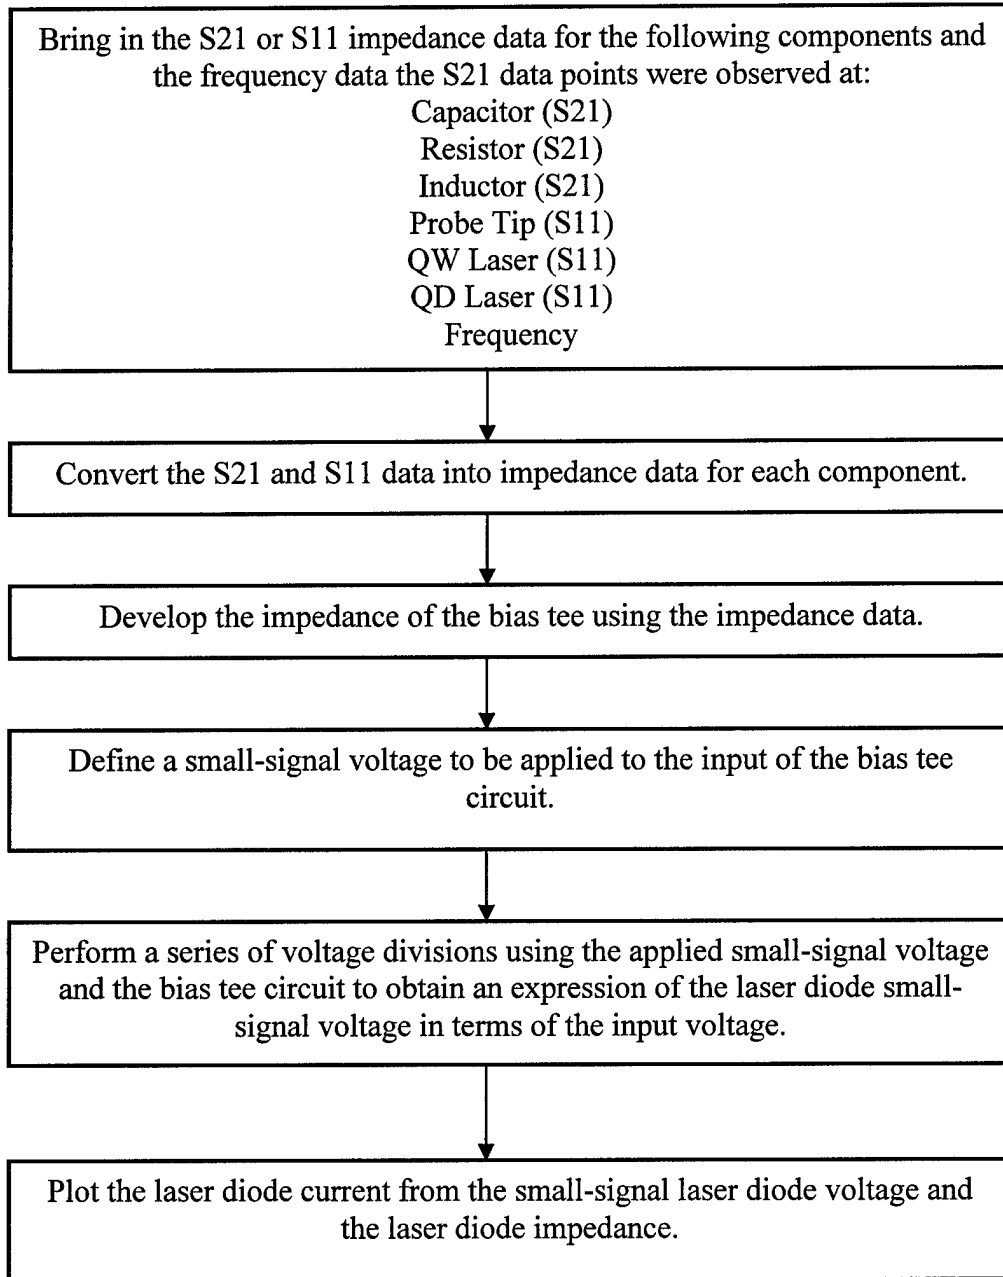 Bring in the S21 or S11 impedance data for the following components and
the frequency data the S21 data points were observed at:
Capacitor (S21)
Resistor (S21)
Inductor (S21)
Probe Tip (S11)
QW Laser (S11)
QD Laser (S11)
Frequency
Convert the S21 and S11 data into impedance data for each component.
Develop the impedance of the bias tee using the impedance data.
Define a small-signal voltage to be applied to the input of the bias tee
circuit.
Perform a series of voltage divisions using the applied small-signal voltage
and the bias tee circuit to obtain an expression of the laser diode small-
signal voltage in terms of the input voltage.
Plot the laser diode current from the small-signal laser diode voltage and
the laser diode impedance.